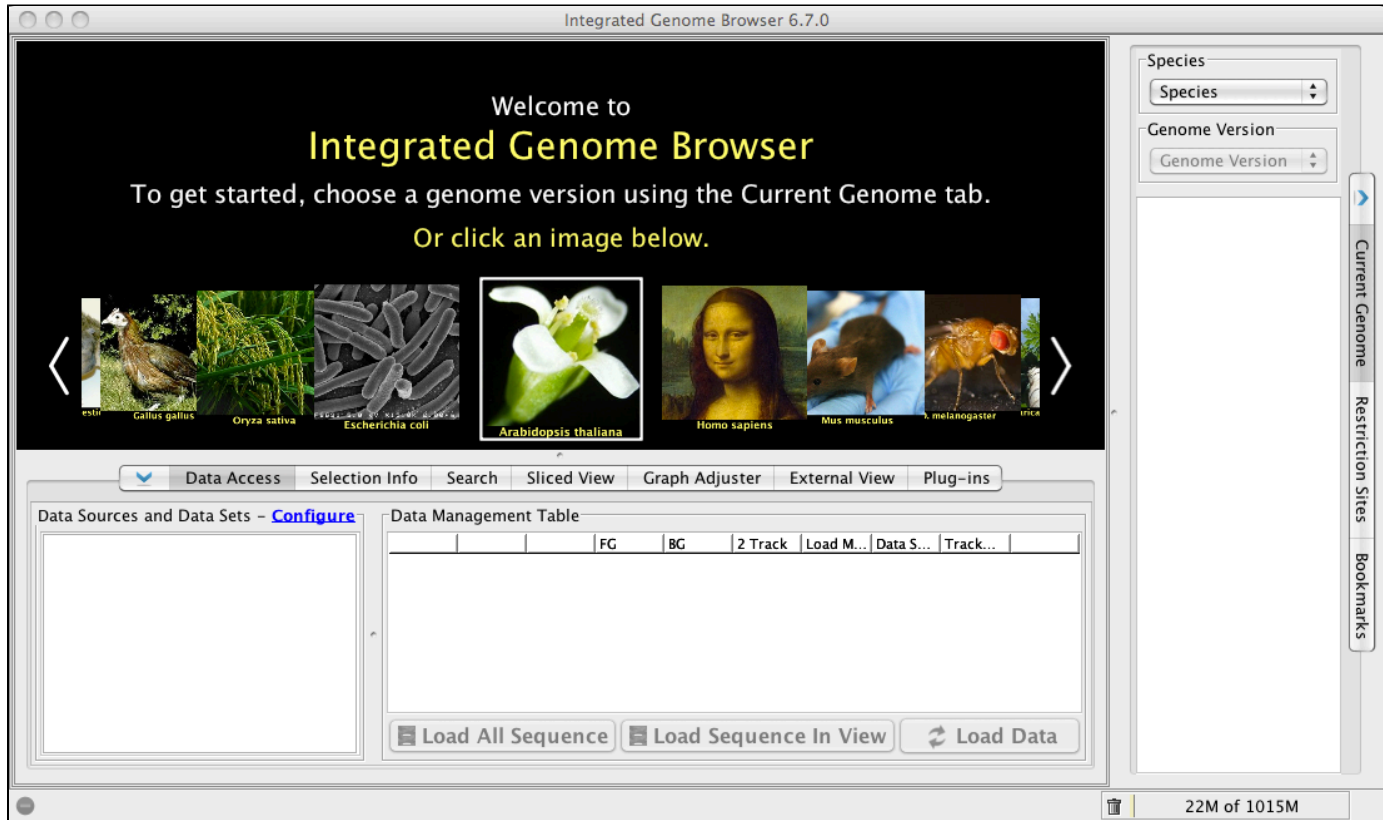 Integrated Genome Browser 6.7.0
Welcome to
Integrated Genome Browser
To get started, choose a genome version using the Current Genome tab.
Or click an image below.
Gallus gallus
Oryza sativa
Escherichia coli
Arabidopsis thaliana
Homo sapiens
Mus musculus
melanogaster
Data Access
Selection Info
Search
Sliced View
Graph Adjuster
External View
Plug-ins
Data Sources and Data Sets – Configure
Data Management Table
FG
BG
2 Track
Load M...
Data S...
Track...
Load All Sequence
Load Sequence In View
Load Data
Species
Species
Genome Version
Genome Version
Current Genome
Restriction Sites
Bookmarks
22M of 1015M